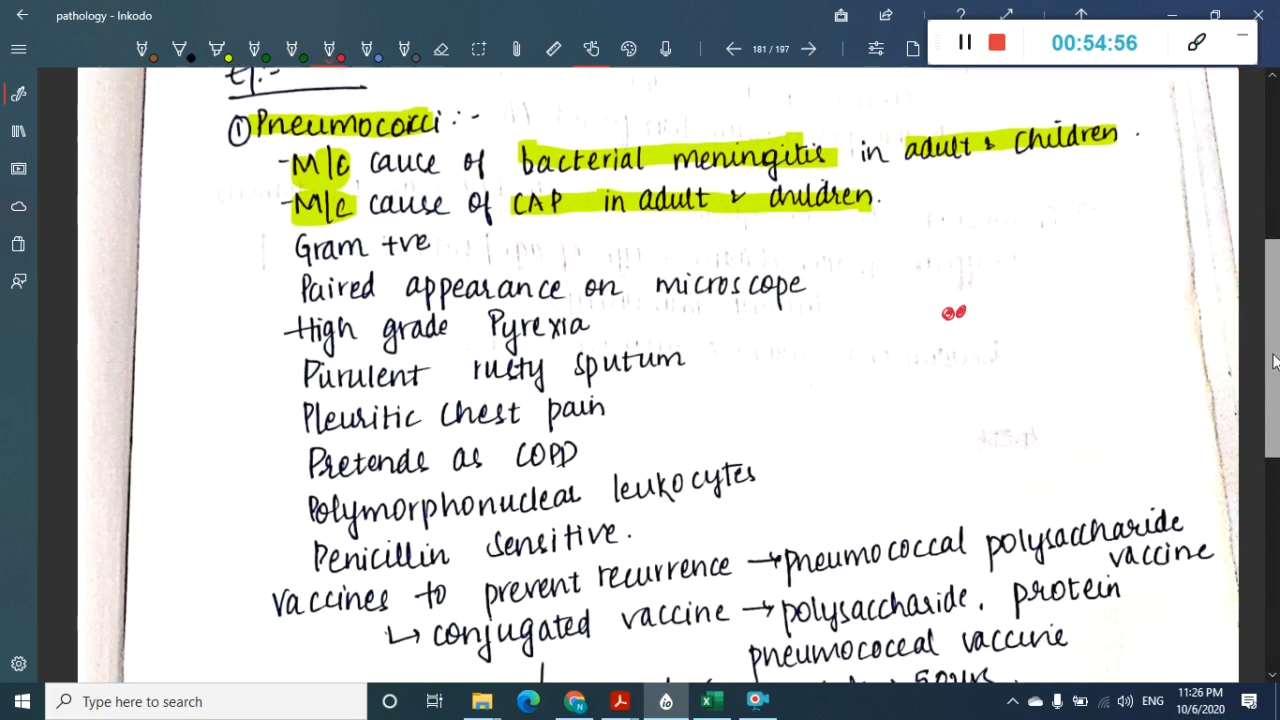 pathology - Inkodo
181 / 197
00:54:56
① Pneumococci :-
- M/c cause of bacterial meningitis in adult & children.
- M/c cause of CAP in adult & children.
Gram +ve
Paired appearance on microscope
High grade Pyrexia
Purulent rusty sputum
Pleuritic chest pain
Pretends as COPD
Polymorphonuclear leukocytes
Penicillin sensitive.
vaccines to prevent recurrence → pneumococcal polysaccharide vaccine
↳ conjugated vaccine → polysaccharide. protein
pneumococcal vaccine
Type here to search
ENG
11:26 PM
10/6/2020